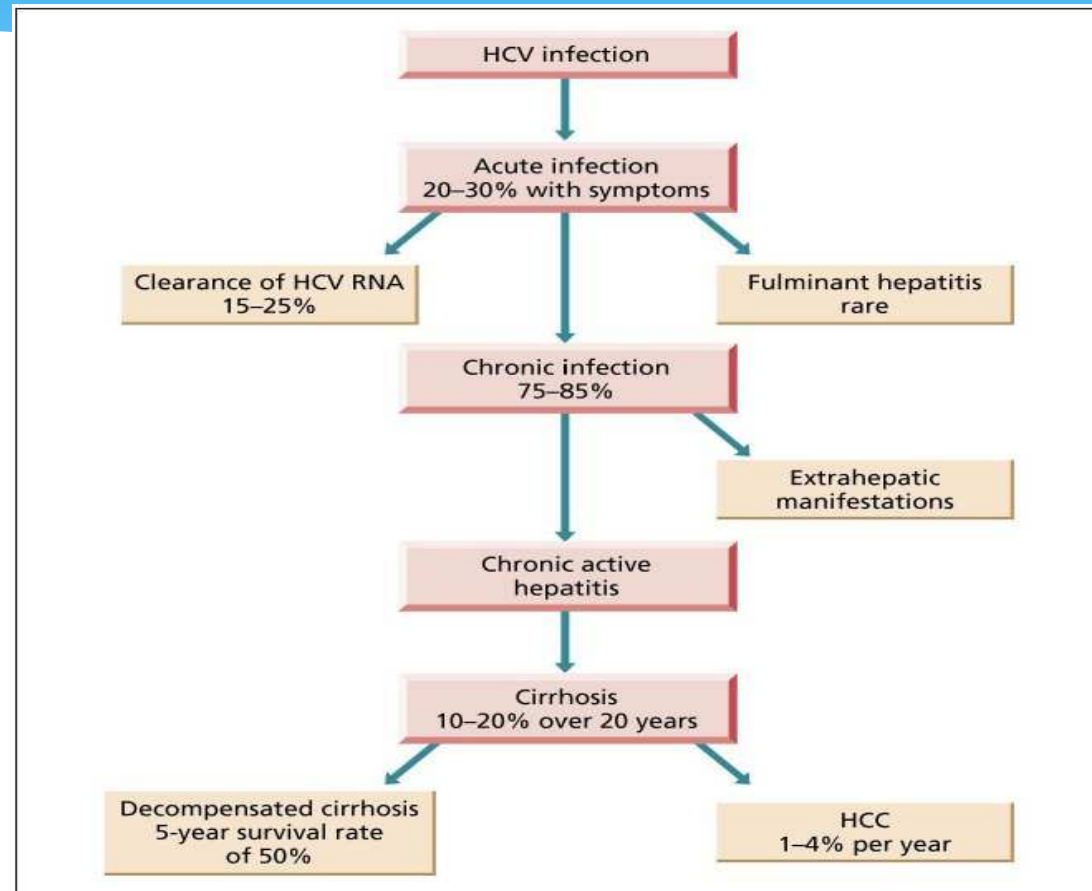 HCV infection
Acute infection
20–30% with symptoms
Clearance of HCV RNA
15–25%
Fulminant hepatitis
rare
Chronic infection
75–85%
Extrahepatic
manifestations
Chronic active
hepatitis
Cirrhosis
10–20% over 20 years
Decompensated cirrhosis
5-year survival rate
of 50%
HCC
1–4% per year